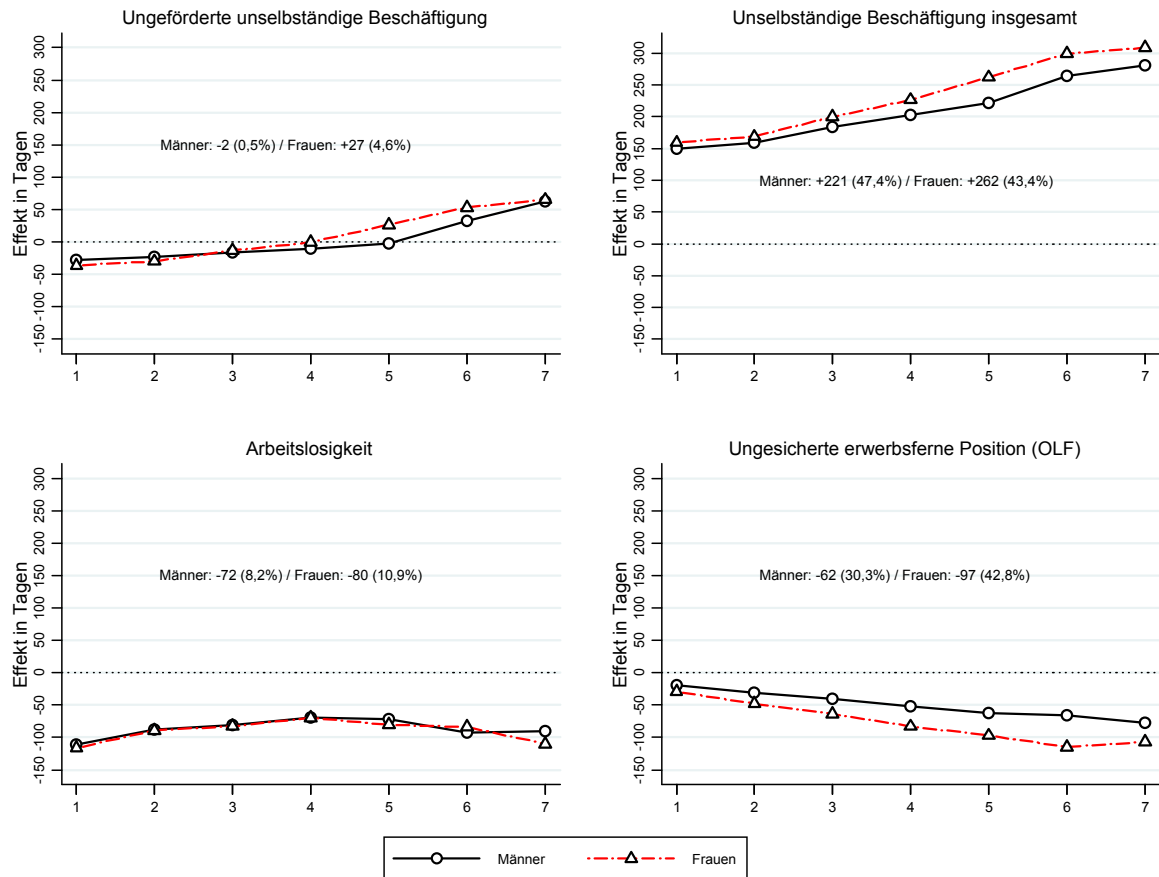 Ungeförderte unselbständige Beschäftigung
Effekt in Tagen
300
250
200
150
100
50
0
-50
-100
-150
Männer: -2 (0,5%) / Frauen: +27 (4,6%)
1 2 3 4 5 6 7
Unselbständige Beschäftigung insgesamt
Effekt in Tagen
300
250
200
150
100
50
0
-50
-100
-150
Männer: +221 (47,4%) / Frauen: +262 (43,4%)
1 2 3 4 5 6 7
Arbeitslosigkeit
Effekt in Tagen
300
250
200
150
100
50
0
-50
-100
-150
Männer: -72 (8,2%) / Frauen: -80 (10,9%)
1 2 3 4 5 6 7
Ungesicherte erwerbsferne Position (OLF)
Effekt in Tagen
300
250
200
150
100
50
0
-50
-100
-150
Männer: -62 (30,3%) / Frauen: -97 (42,8%)
1 2 3 4 5 6 7
Männer Frauen